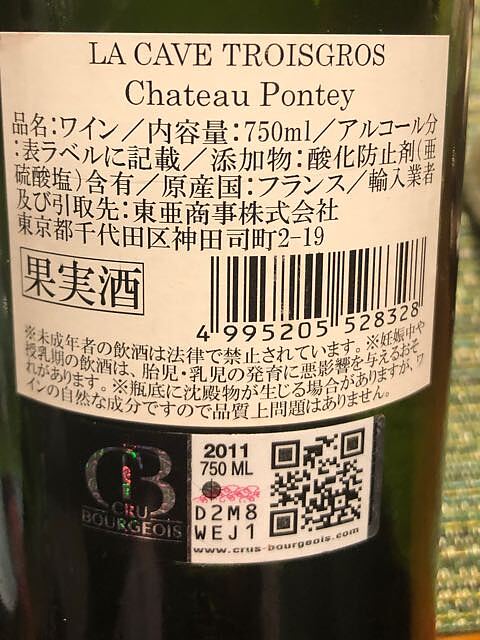 LA CAVE TROISGROS
Chateau Pontey
品名:ワイン／内容量:750ml／アルコール分
:表ラベルに記載／添加物:酸化防止剤(亜
硫酸塩)含有／原産国:フランス／輸入業者
及び引取先:東亜商事株式会社
東京都千代田区神田司町2-19
果実酒
4 995205 528328
※未成年者の飲酒は法律で禁止されています。※妊娠中や
授乳期の飲酒は、胎児・乳児の発育に悪影響を与えるおそ
れがあります。※瓶底に沈殿物が生じる場合がありますが、ワ
インの自然な成分ですので品質上問題はありません。
CB
CRU
BOURGEOIS
2011
750 ML
D2M8
WEJ1
www.crus-bourgeois.com